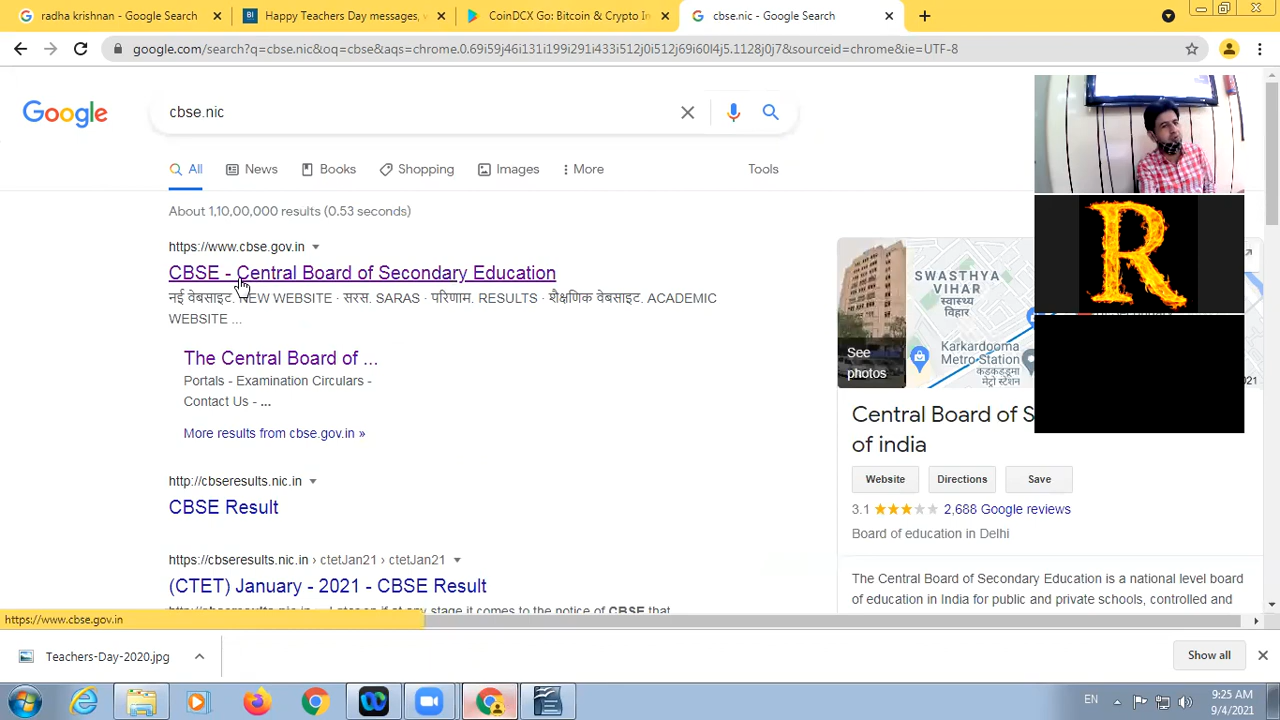 radha krishnan - Google Search
Happy Teachers Day messages, w
CoinDCX Go: Bitcoin & Crypto In
cbse.nic - Google Search
google.com/search?q=cbse.nic&oq=cbse&aqs=chrome.0.69i59j46i131i199i291i433i512j0i512j69i60l4j5.1128j0j7&sourceid=chrome&ie=UTF-8
Google
cbse.nic
All
News
Books
Shopping
Images
More
Tools
About 1,10,00,000 results (0.53 seconds)
https://www.cbse.gov.in
CBSE - Central Board of Secondary Education
नई वेबसाइट. NEW WEBSITE · सरस. SARAS · परिणाम. RESULTS · शैक्षणिक वेबसाइट. ACADEMIC
WEBSITE ...
The Central Board of ...
Portals - Examination Circulars -
Contact Us - ...
More results from cbse.gov.in »
http://cbseresults.nic.in
CBSE Result
https://cbseresults.nic.in › ctetJan21 › ctetJan21
(CTET) January - 2021 - CBSE Result
CBSE that
R
SWASTHYA
VIHAR
स्वास्थ्य
विहार
Karkardooma
Metro Station
कड़कड़डूमा
मेट्रो स्टेशन
See
photos
Central Board of S
of india
Website
Directions
Save
3.1
2,688 Google reviews
Board of education in Delhi
The Central Board of Secondary Education is a national level board
of education in India for public and private schools, controlled and
https://www.cbse.gov.in
Teachers-Day-2020.jpg
Show all
EN
9:25 AM
9/4/2021